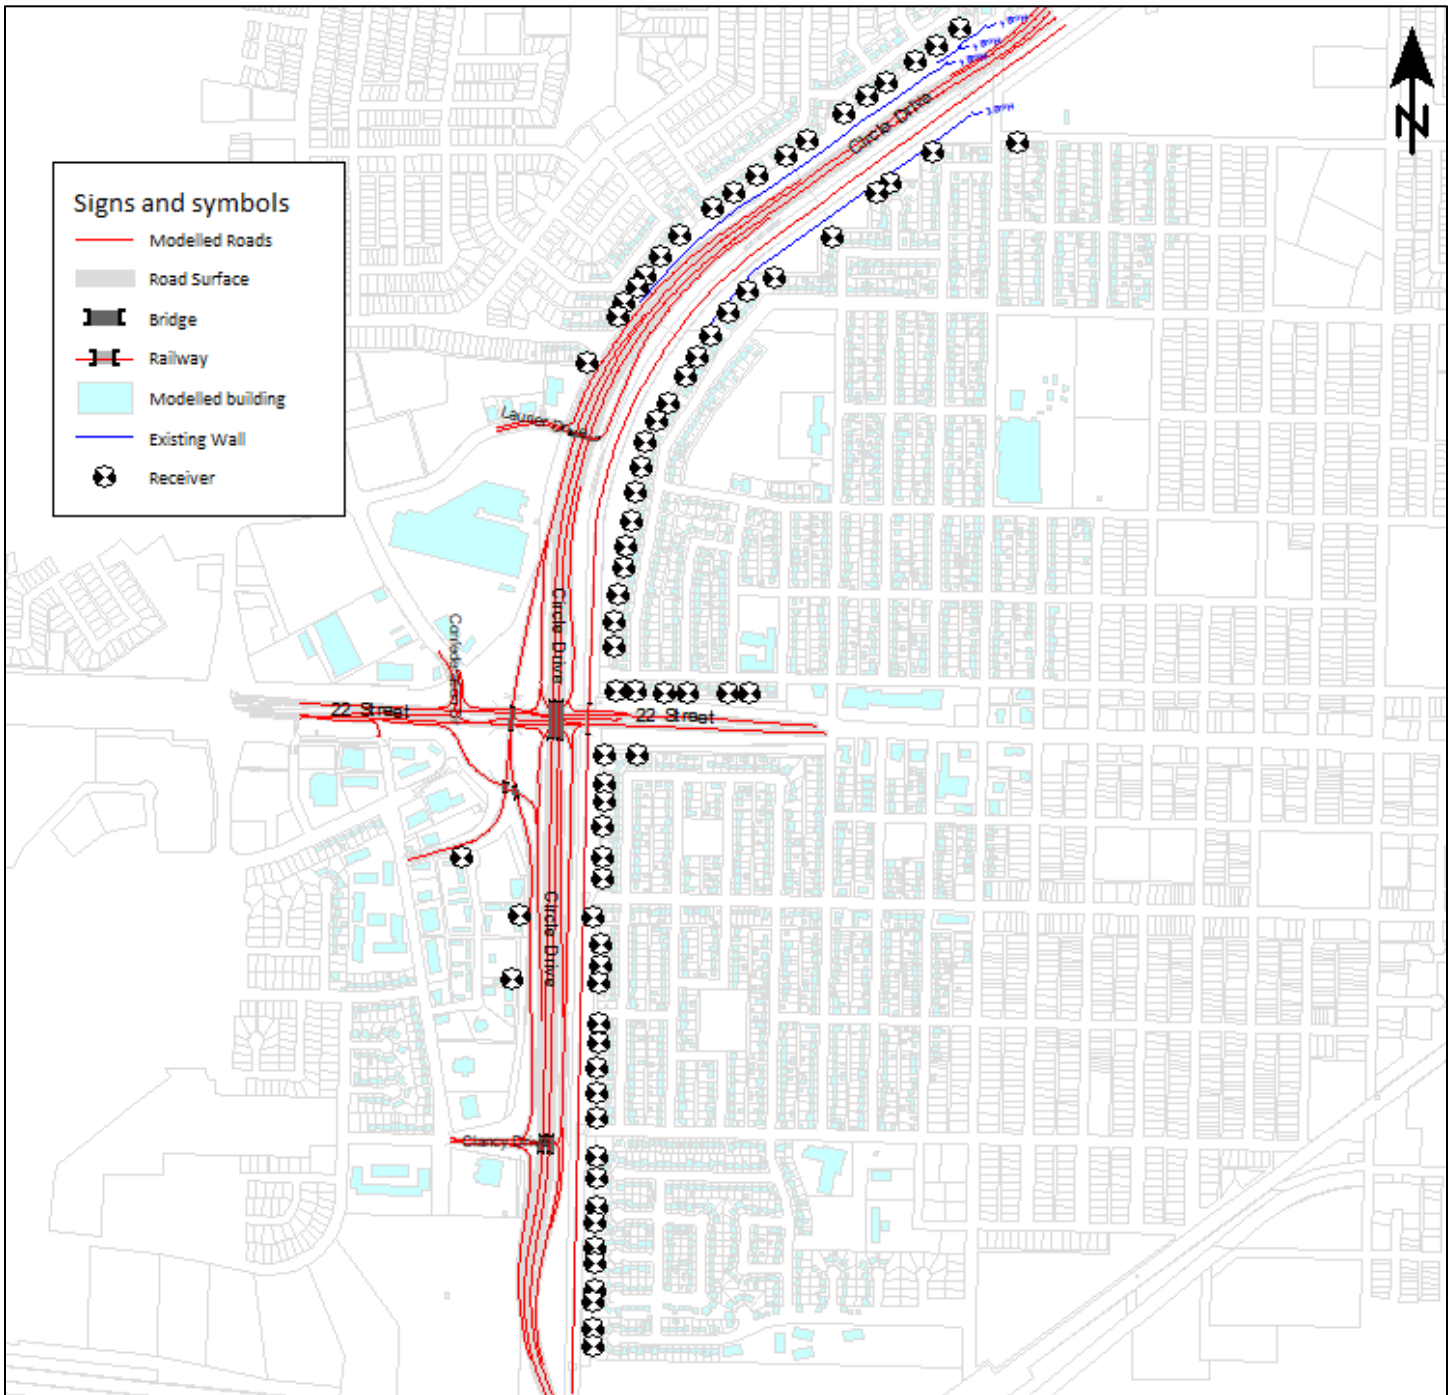 Circle Drive
N
Signs and symbols
Modelled Roads
Road Surface
Bridge
Railway
Modelled building
Existing Wall
Receiver
Circle Drive
22 Street
22 Street
Circle Drive
Clancy